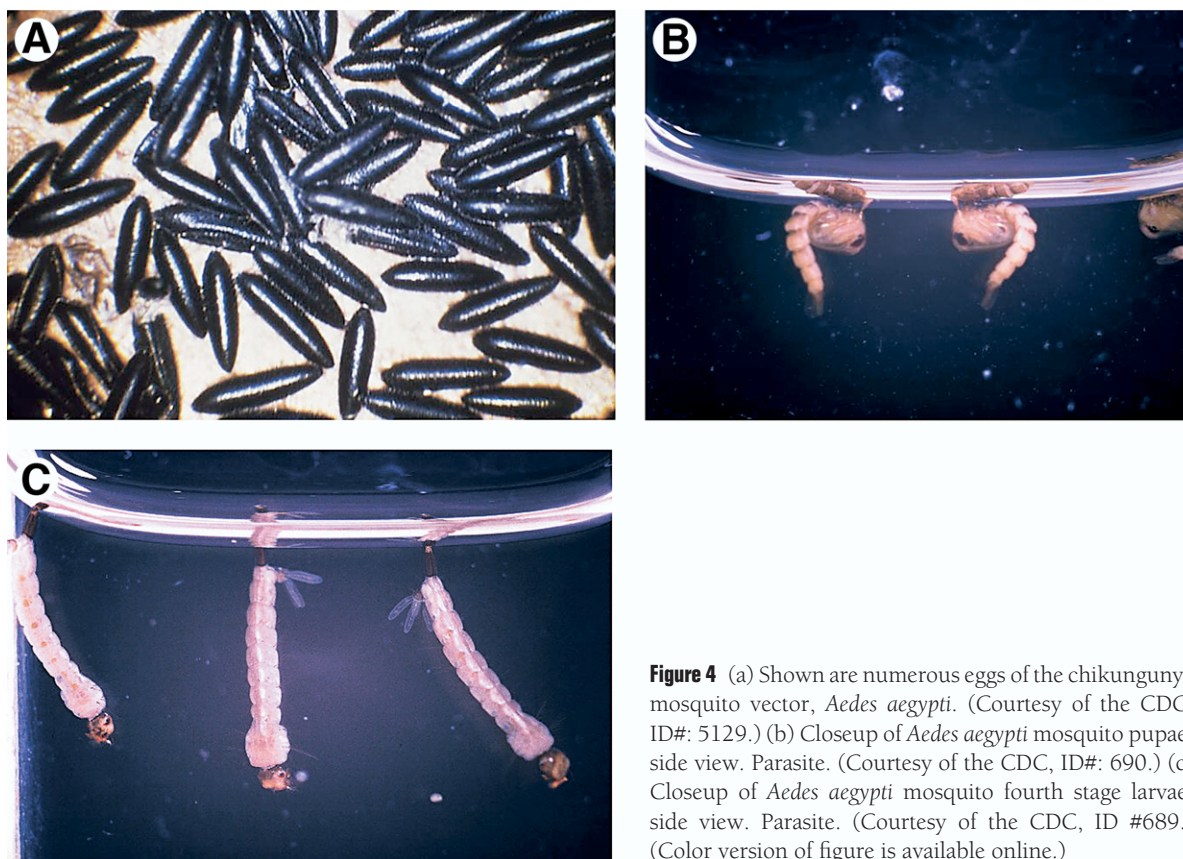 A
B
C
Figure 4 (a) Shown are numerous eggs of the chikunguny
mosquito vector, Aedes aegypti. (Courtesy of the CDC
ID#: 5129.) (b) Closeup of Aedes aegypti mosquito pupae
side view. Parasite. (Courtesy of the CDC, ID#: 690.) (c
Closeup of Aedes aegypti mosquito fourth stage larvae
side view. Parasite. (Courtesy of the CDC, ID #689.
(Color version of figure is available online.)